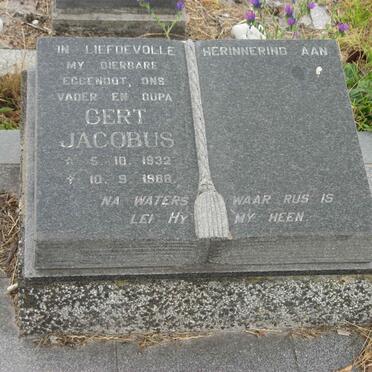 IN LIEFDEVOLLE HERINNERING AAN
MY DIERBARE
EGGENOOT, ONS
VADER EN OUPA
GERT
JACOBUS
☆ 5. 10. 1932
✝ 10. 9. 1988
NA WATERS WAAR RUS IS
LEI HY MY HEEN.